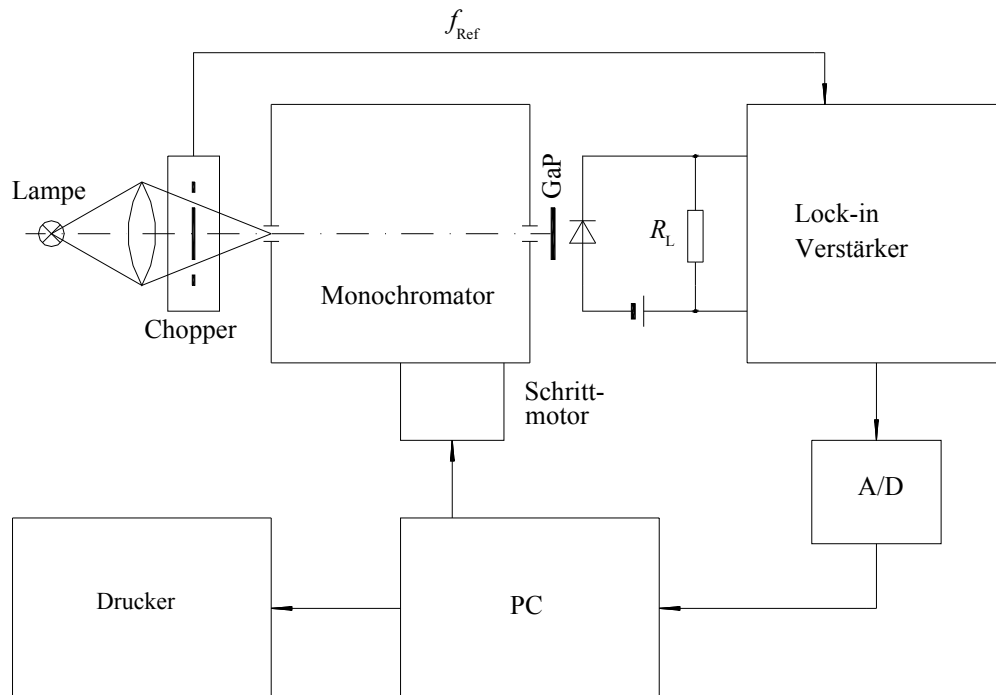 f_Ref
Lampe
GaP
R_L
Lock-in
Verstärker
Monochromator
Chopper
Schritt-
motor
A/D
Drucker
PC